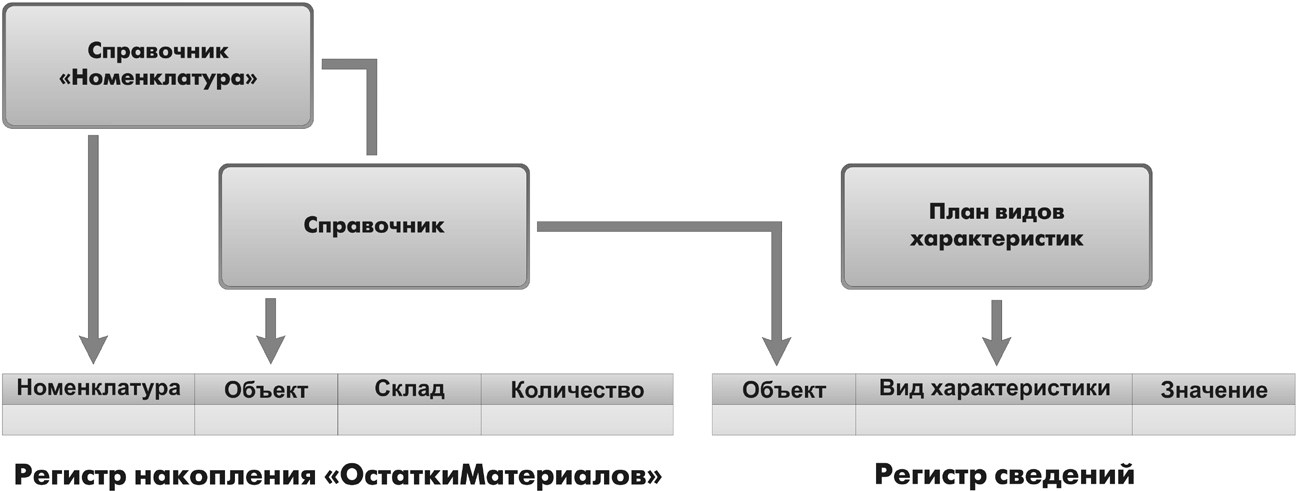 Справочник
«Номенклатура»
Справочник
План видов
характеристик
Номенклатура Объект Склад Количество
Объект Вид характеристики Значение
Регистр накопления «ОстаткиМатериалов»
Регистр сведений